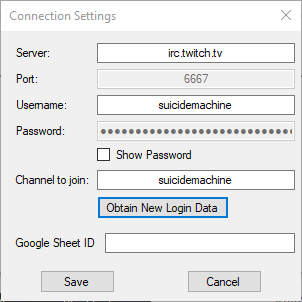 Connection Settings
Server: irc.twitch.tv
Port: 6667
Username: suicidemachine
Password: ●●●●●●●●●●●●●●●●●●●●●●●●●●●●
Show Password
Channel to join: suicidemachine
Obtain New Login Data
Google Sheet ID
Save Cancel